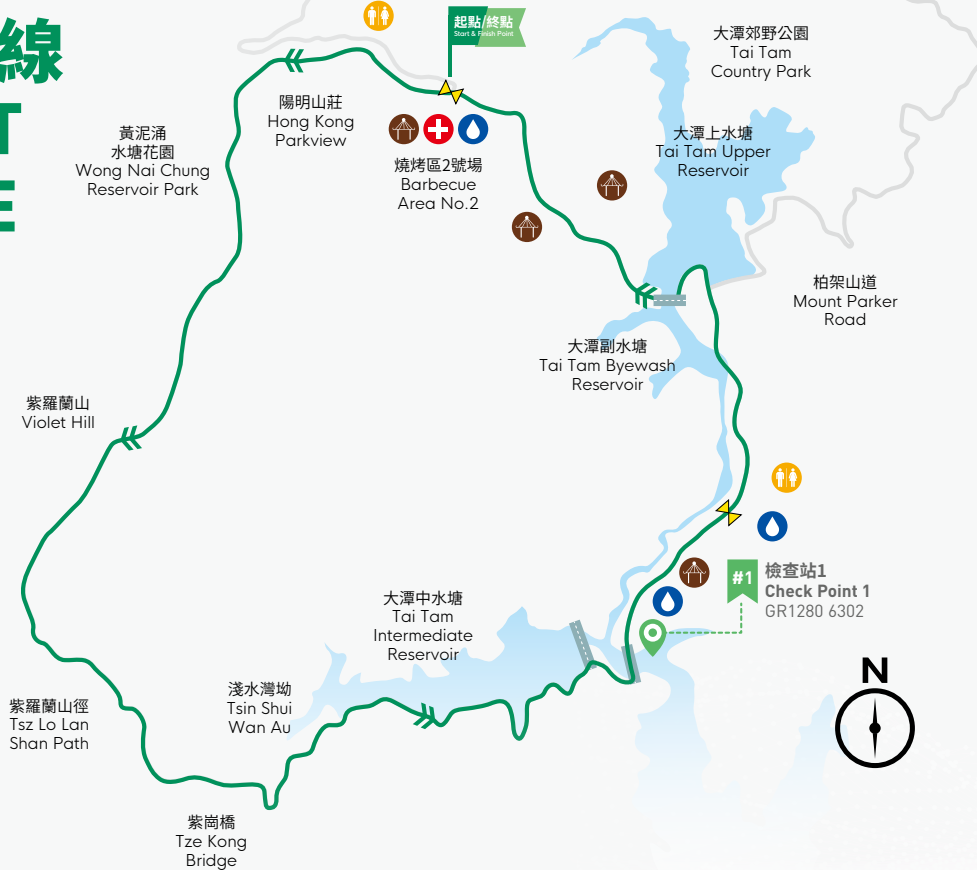 線
T
E
起點/終點
Start & Finish Point
大潭郊野公園
Tai Tam
Country Park
陽明山莊
Hong Kong
Parkview
黃泥涌
水塘花園
Wong Nai Chung
Reservoir Park
燒烤區2號場
Barbecue
Area No.2
大潭上水塘
Tai Tam Upper
Reservoir
柏架山道
Mount Parker
Road
大潭副水塘
Tai Tam Byewash
Reservoir
紫羅蘭山
Violet Hill
#1
檢查站1
Check Point 1
GR1280 6302
大潭中水塘
Tai Tam
Intermediate
Reservoir
N
淺水灣坳
Tsin Shui
Wan Au
紫羅蘭山徑
Tsz Lo Lan
Shan Path
紫崗橋
Tze Kong
Bridge